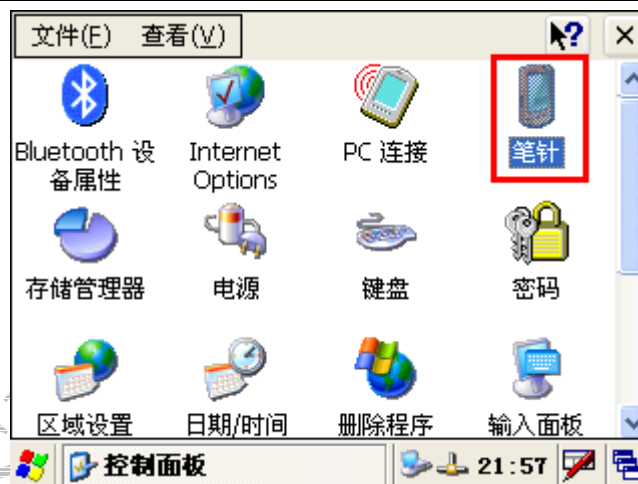 文件(F) 查看(V)
?
Bluetooth 设
备属性
Internet
Options
PC 连接
笔针
存储管理器
电源
键盘
密码
区域设置
日期/时间
删除程序
输入面板
控制面板
21:57